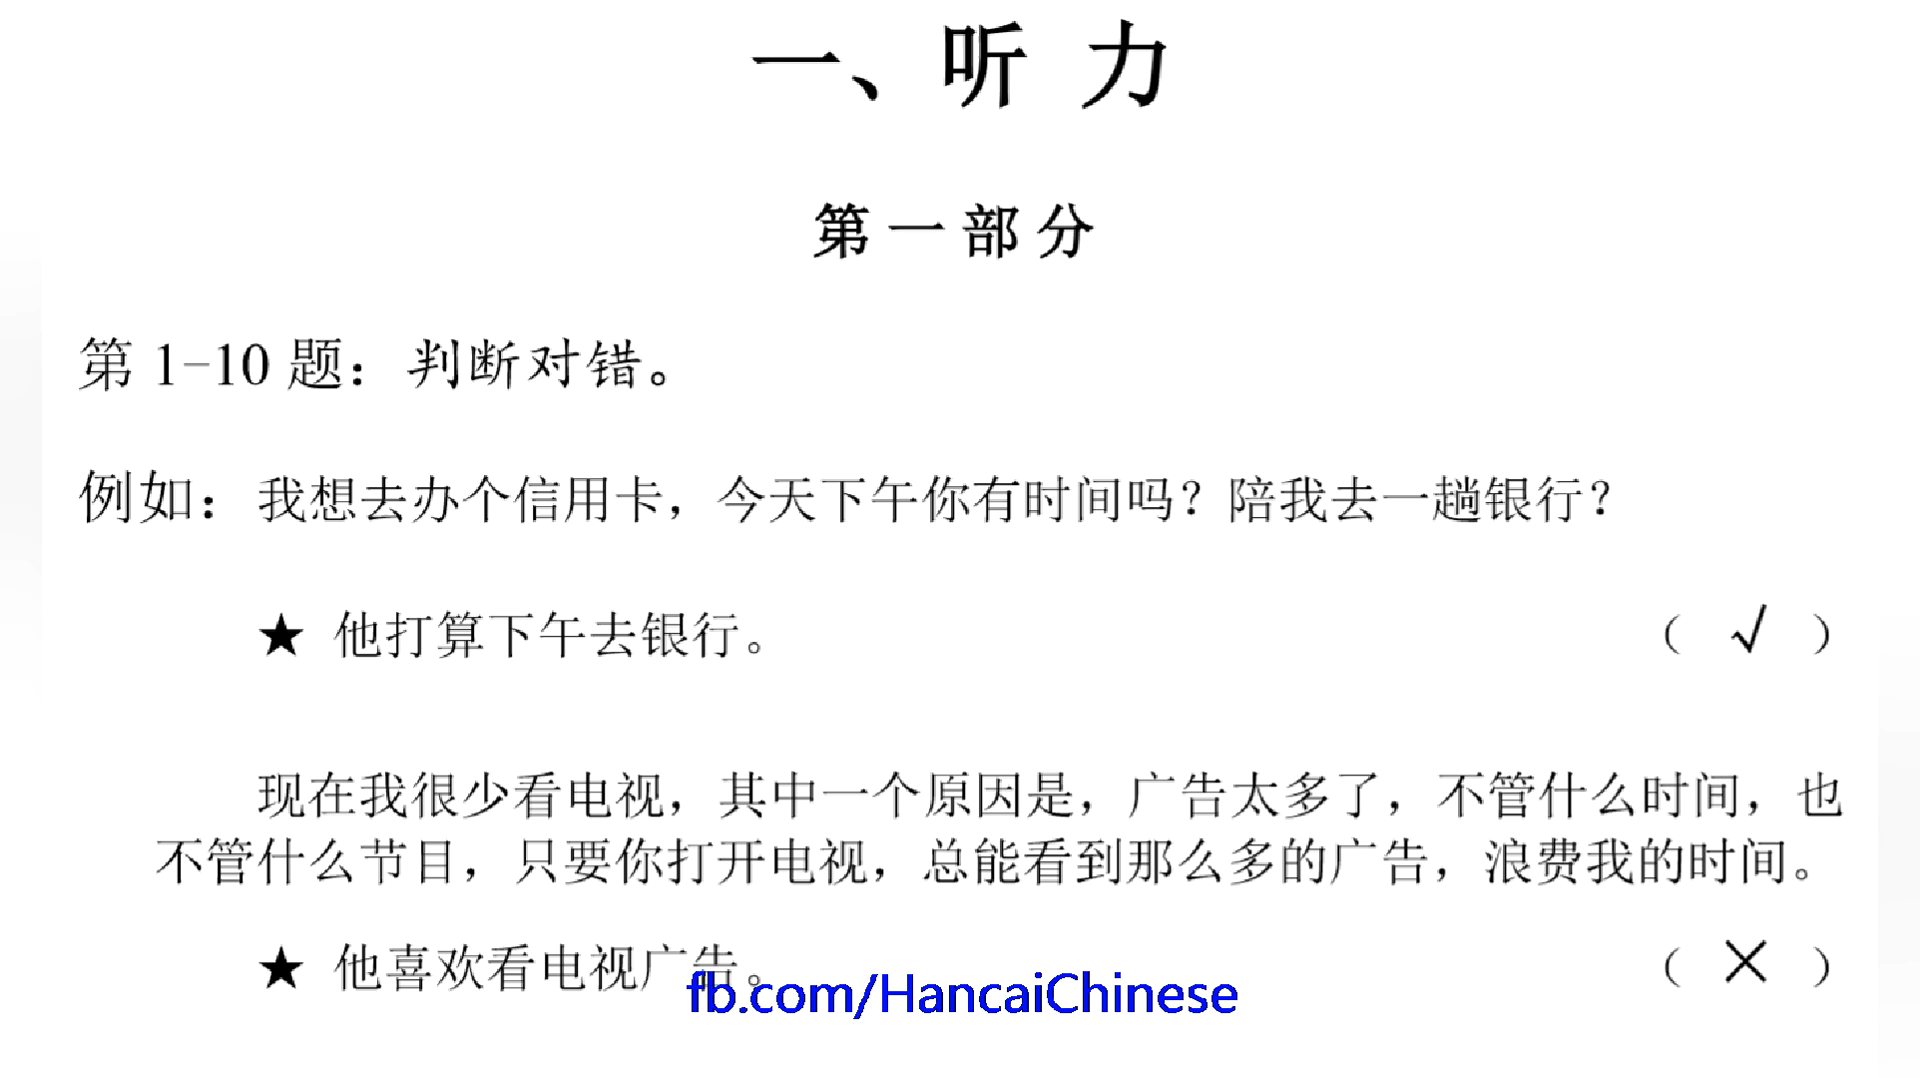 一、听 力
第一部分
第 1-10 题：判断对错。
例如：我想去办个信用卡，今天下午你有时间吗？陪我去一趟银行？
★ 他打算下午去银行。 （ √ ）
现在我很少看电视，其中一个原因是，广告太多了，不管什么时间，也
不管什么节目，只要你打开电视，总能看到那么多的广告，浪费我的时间。
★ 他喜欢看电视广告。 （ × ）
fb.com/HancaiChinese